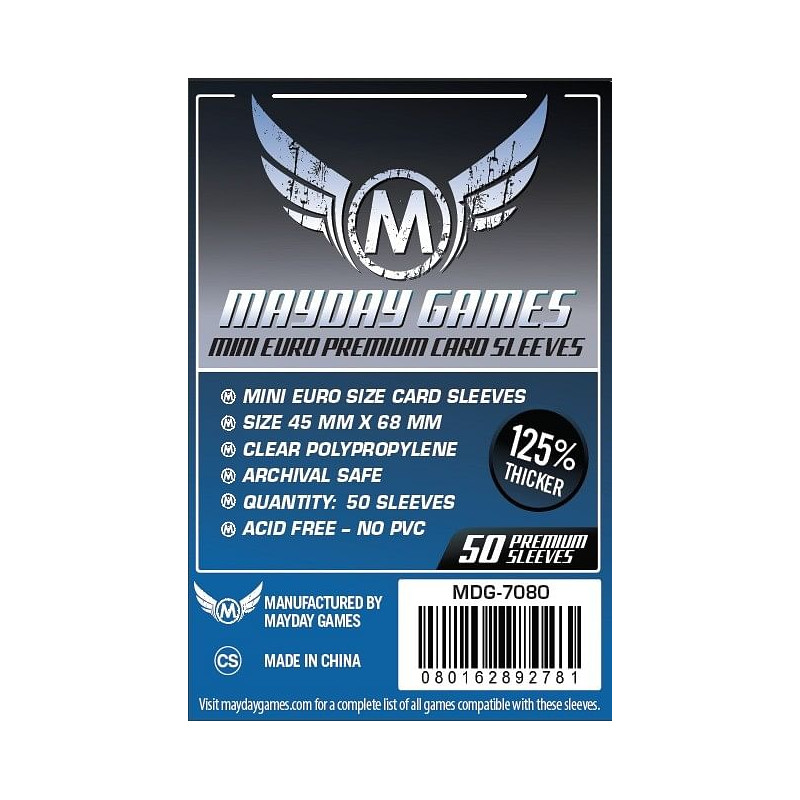 M
MAYDAY GAMES
MINI EURO PREMIUM CARD SLEEVES
MINI EURO SIZE CARD SLEEVES
SIZE 45 MM X 68 MM
CLEAR POLYPROPYLENE
ARCHIVAL SAFE
QUANTITY: 50 SLEEVES
ACID FREE – NO PVC
125%
THICKER
50 PREMIUM
SLEEVES
M
MANUFACTURED BY
MAYDAY GAMES
CS
MADE IN CHINA
MDG-7080
080162892781
Visit maydaygames.com for a complete list of all games compatible with these sleeves.